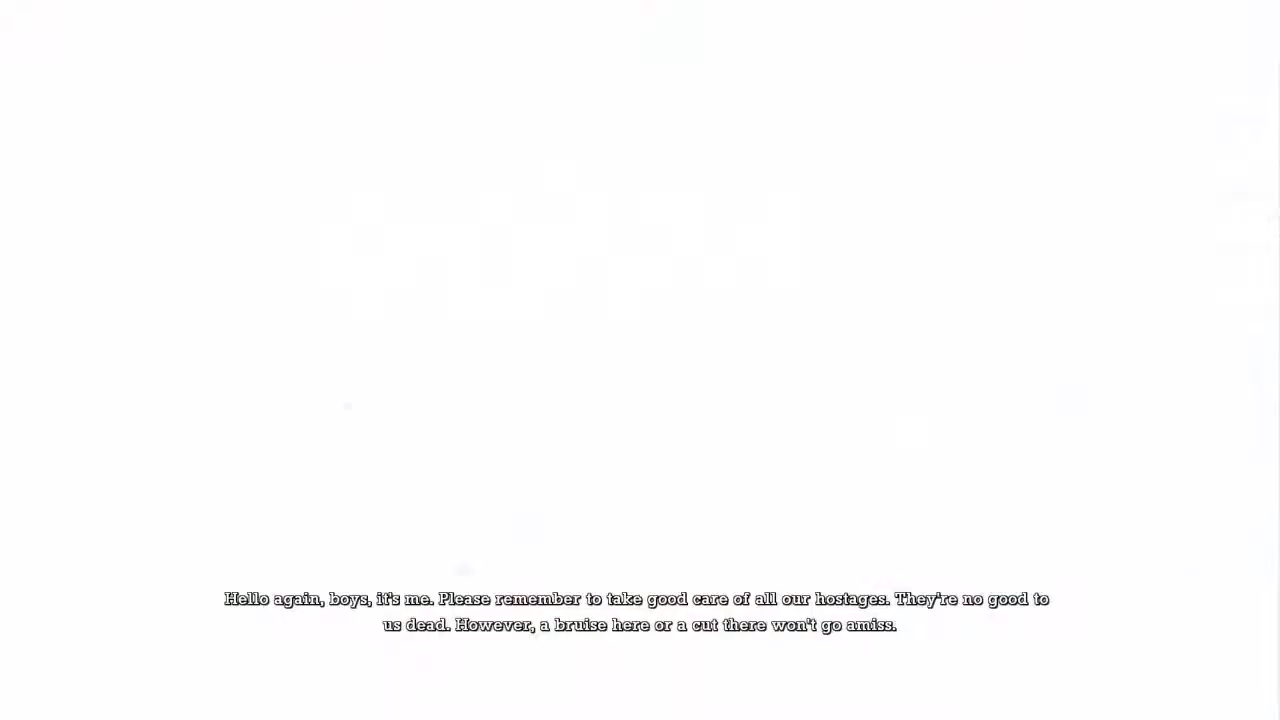 Hello again, boys, it's me. Please remember to take good care of all our hostages. They're no good to
us dead. However, a bruise here or a cut there won't go amiss.